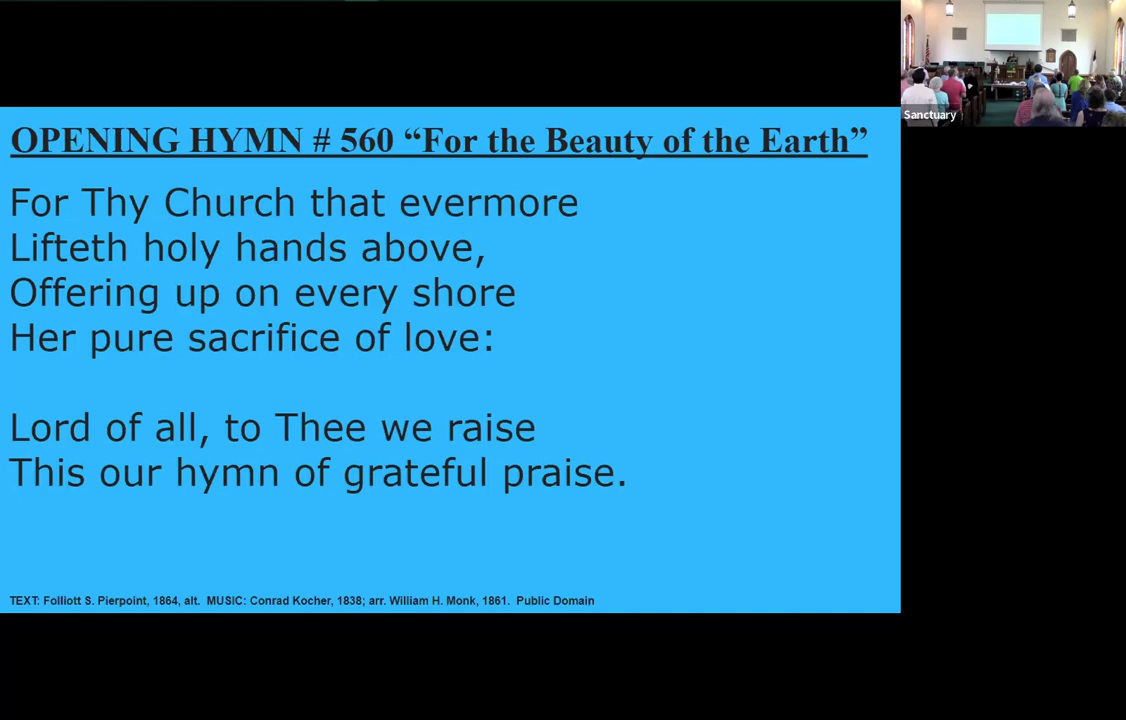 OPENING HYMN # 560 “For the Beauty of the Earth”
For Thy Church that evermore
Lifteth holy hands above,
Offering up on every shore
Her pure sacrifice of love:
Lord of all, to Thee we raise
This our hymn of grateful praise.
TEXT: Folliott S. Pierpoint, 1864, alt. MUSIC: Conrad Kocher, 1838; arr. William H. Monk, 1861. Public Domain
Sanctuary